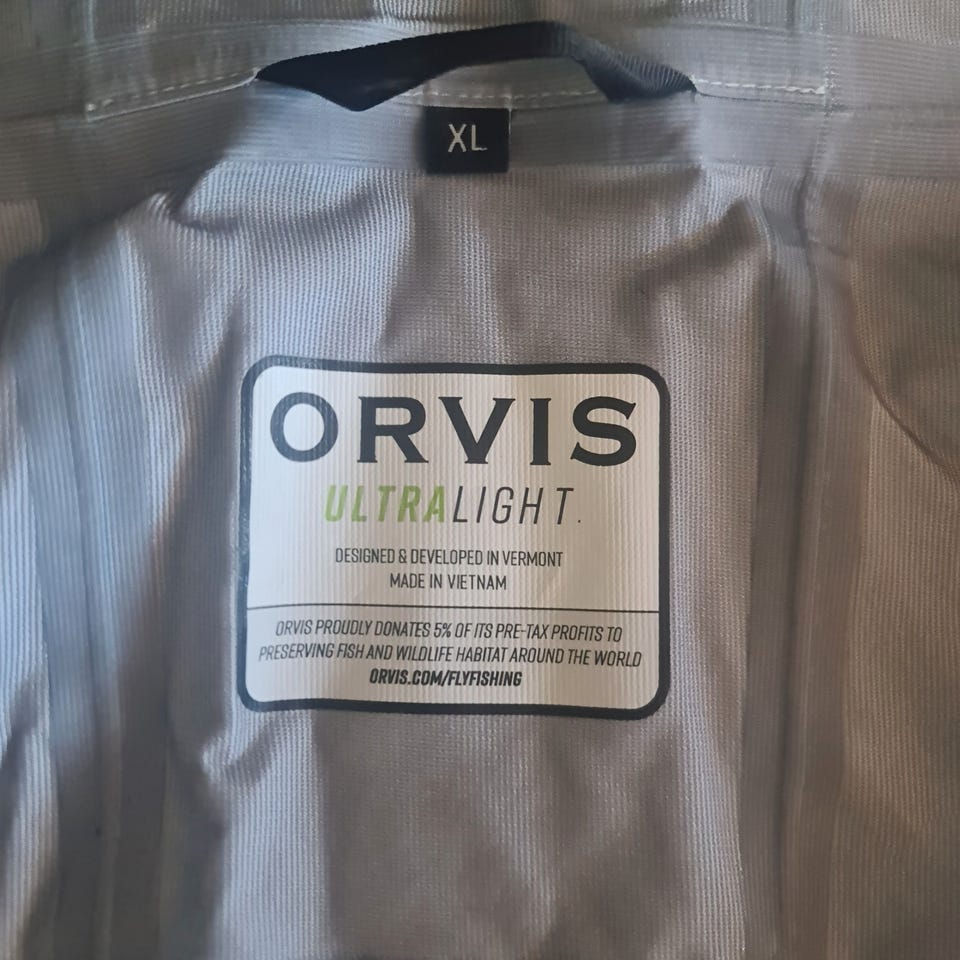 XL
ORVIS
ULTRALIGHT.
DESIGNED & DEVELOPED IN VERMONT
MADE IN VIETNAM
ORVIS PROUDLY DONATES 5% OF ITS PRE-TAX PROFITS TO
PRESERVING FISH AND WILDLIFE HABITAT AROUND THE WORLD
ORVIS.COM/FLYFISHING